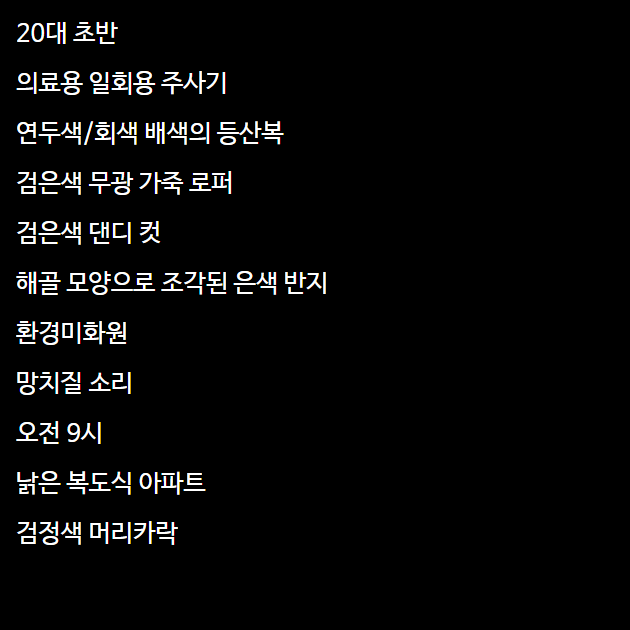 20대 초반
의료용 일회용 주사기
연두색/회색 배색의 등산복
검은색 무광 가죽 로퍼
검은색 댄디 컷
해골 모양으로 조각된 은색 반지
환경미화원
망치질 소리
오전 9시
낡은 복도식 아파트
검정색 머리카락